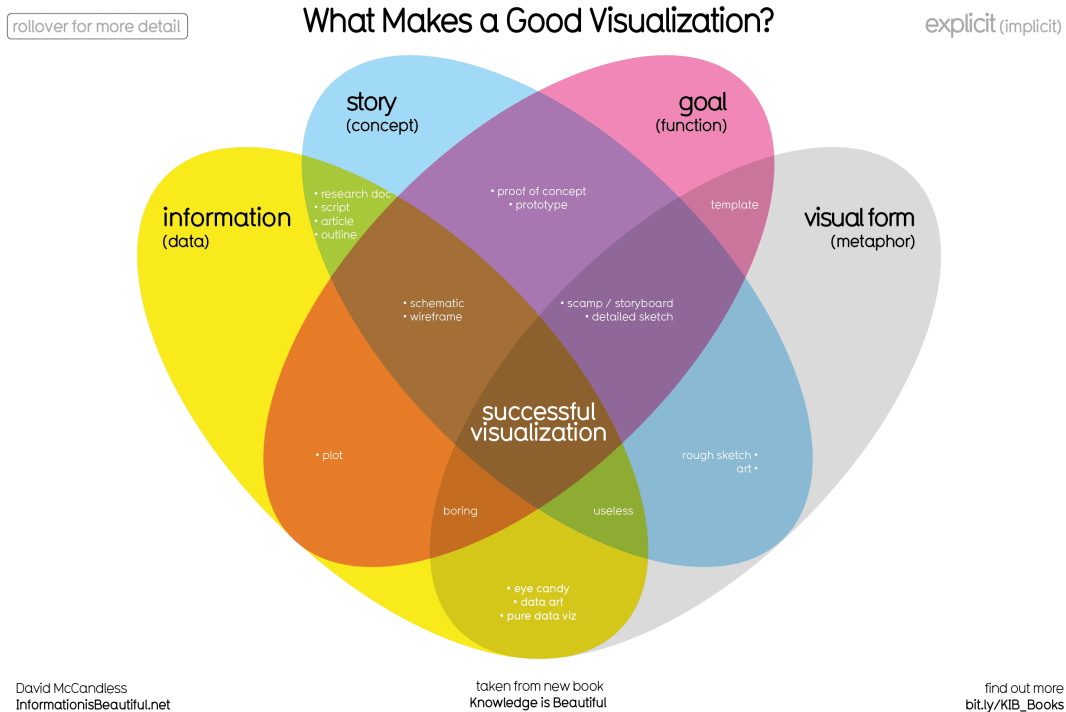 What Makes a Good Visualization?
rollover for more detail
explicit (implicit)
story
(concept)
goal
(function)
information
(data)
visual form
(metaphor)
• research doc
• script
• article
• outline
• proof of concept
• prototype
template
• schematic
• wireframe
• scamp / storyboard
• detailed sketch
successful
visualization
• plot
rough sketch •
art •
boring
useless
• eye candy
• data art
• pure data viz
David McCandless
InformationisBeautiful.net
taken from new book
Knowledge is Beautiful
find out more
bit.ly/KIB_Books